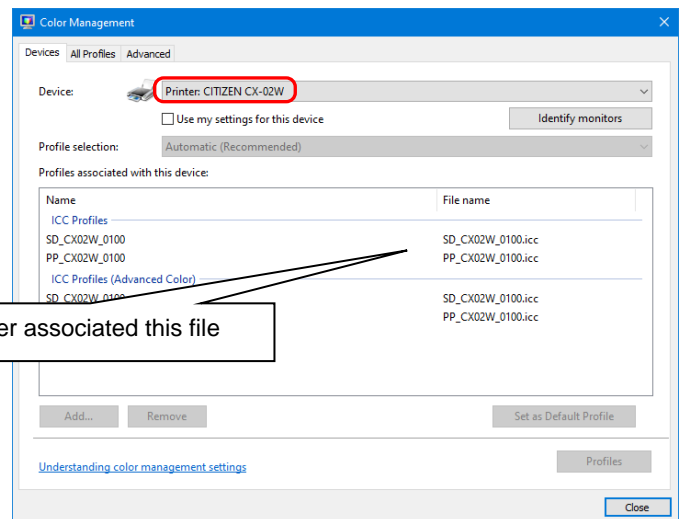 Color Management
Devices All Profiles Advanced
Device: Printer: CITIZEN CX-02W
Use my settings for this device Identify monitors
Profile selection: Automatic (Recommended)
Profiles associated with this device:
Name File name
ICC Profiles
SD_CX02W_0100 SD_CX02W_0100.icc
PP_CX02W_0100 PP_CX02W_0100.icc
ICC Profiles (Advanced Color)
SD_CX02W_0100 SD_CX02W_0100.icc
PP_CX02W_0100.icc
er associated this file
Add... Remove Set as Default Profile
Understanding color management settings Profiles
Close